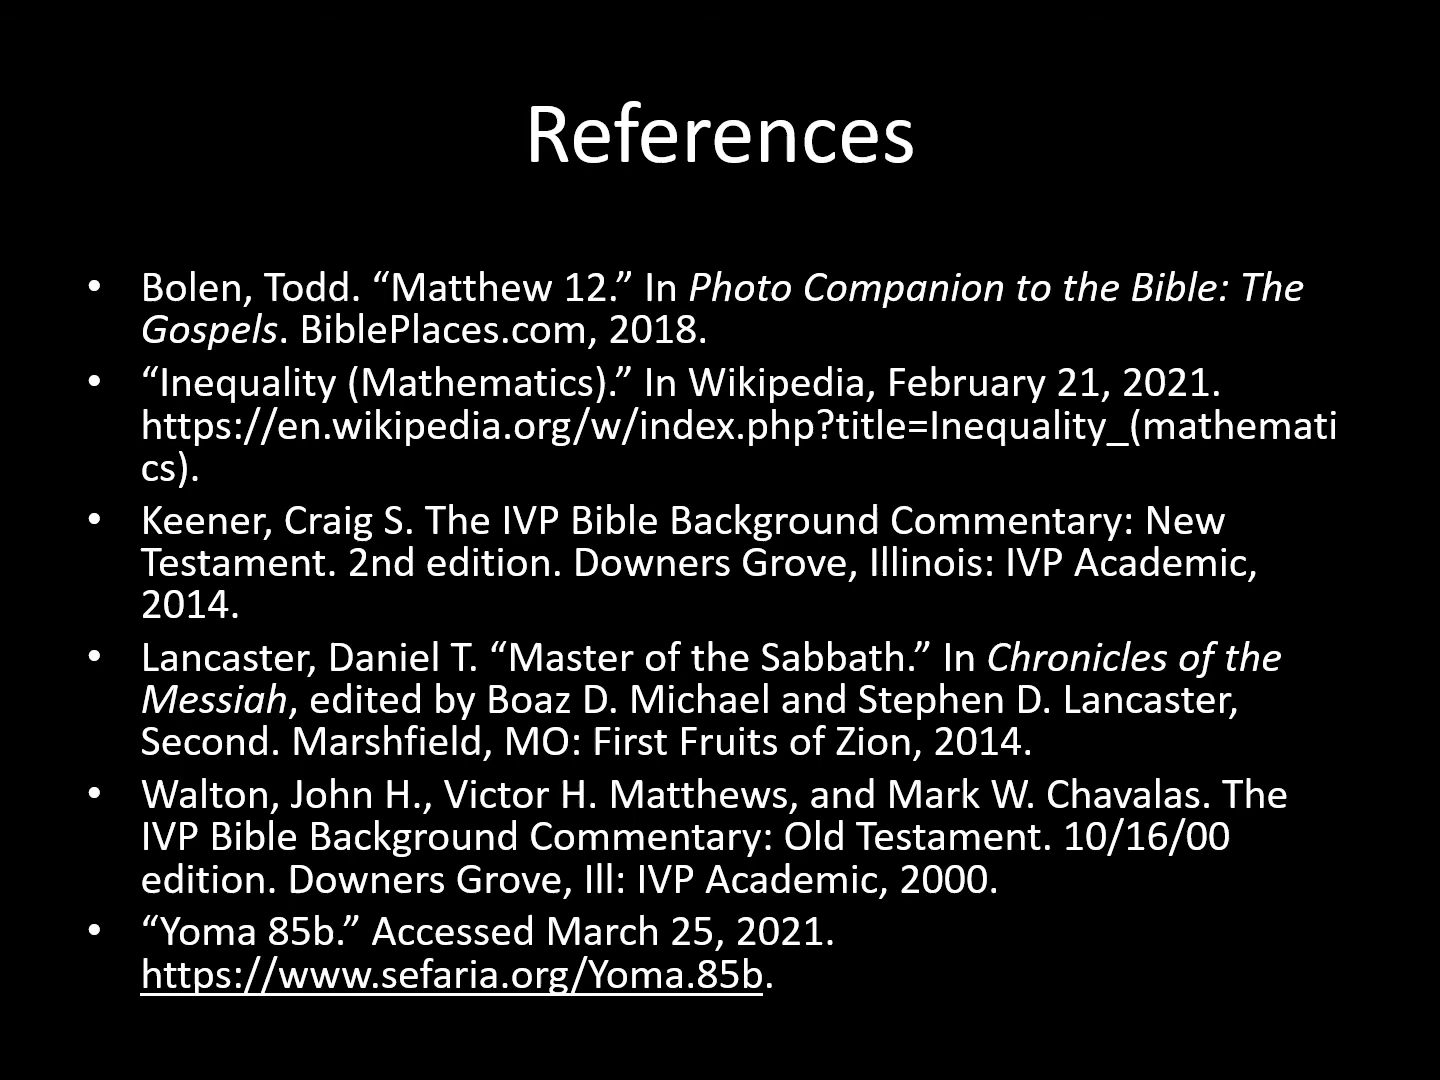 References
• Bolen, Todd. “Matthew 12.” In Photo Companion to the Bible: The
Gospels. BiblePlaces.com, 2018.
• “Inequality (Mathematics).” In Wikipedia, February 21, 2021.
https://en.wikipedia.org/w/index.php?title=Inequality_(mathemati
cs).
• Keener, Craig S. The IVP Bible Background Commentary: New
Testament. 2nd edition. Downers Grove, Illinois: IVP Academic,
2014.
• Lancaster, Daniel T. “Master of the Sabbath.” In Chronicles of the
Messiah, edited by Boaz D. Michael and Stephen D. Lancaster,
Second. Marshfield, MO: First Fruits of Zion, 2014.
• Walton, John H., Victor H. Matthews, and Mark W. Chavalas. The
IVP Bible Background Commentary: Old Testament. 10/16/00
edition. Downers Grove, Ill: IVP Academic, 2000.
• “Yoma 85b.” Accessed March 25, 2021.
https://www.sefaria.org/Yoma.85b.